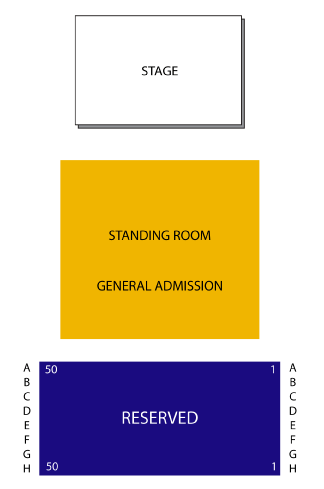 STAGE
STANDING ROOM
GENERAL ADMISSION
A 50 1 A
B B
C C
D D
E RESERVED E
F F
G G
H 50 1 H